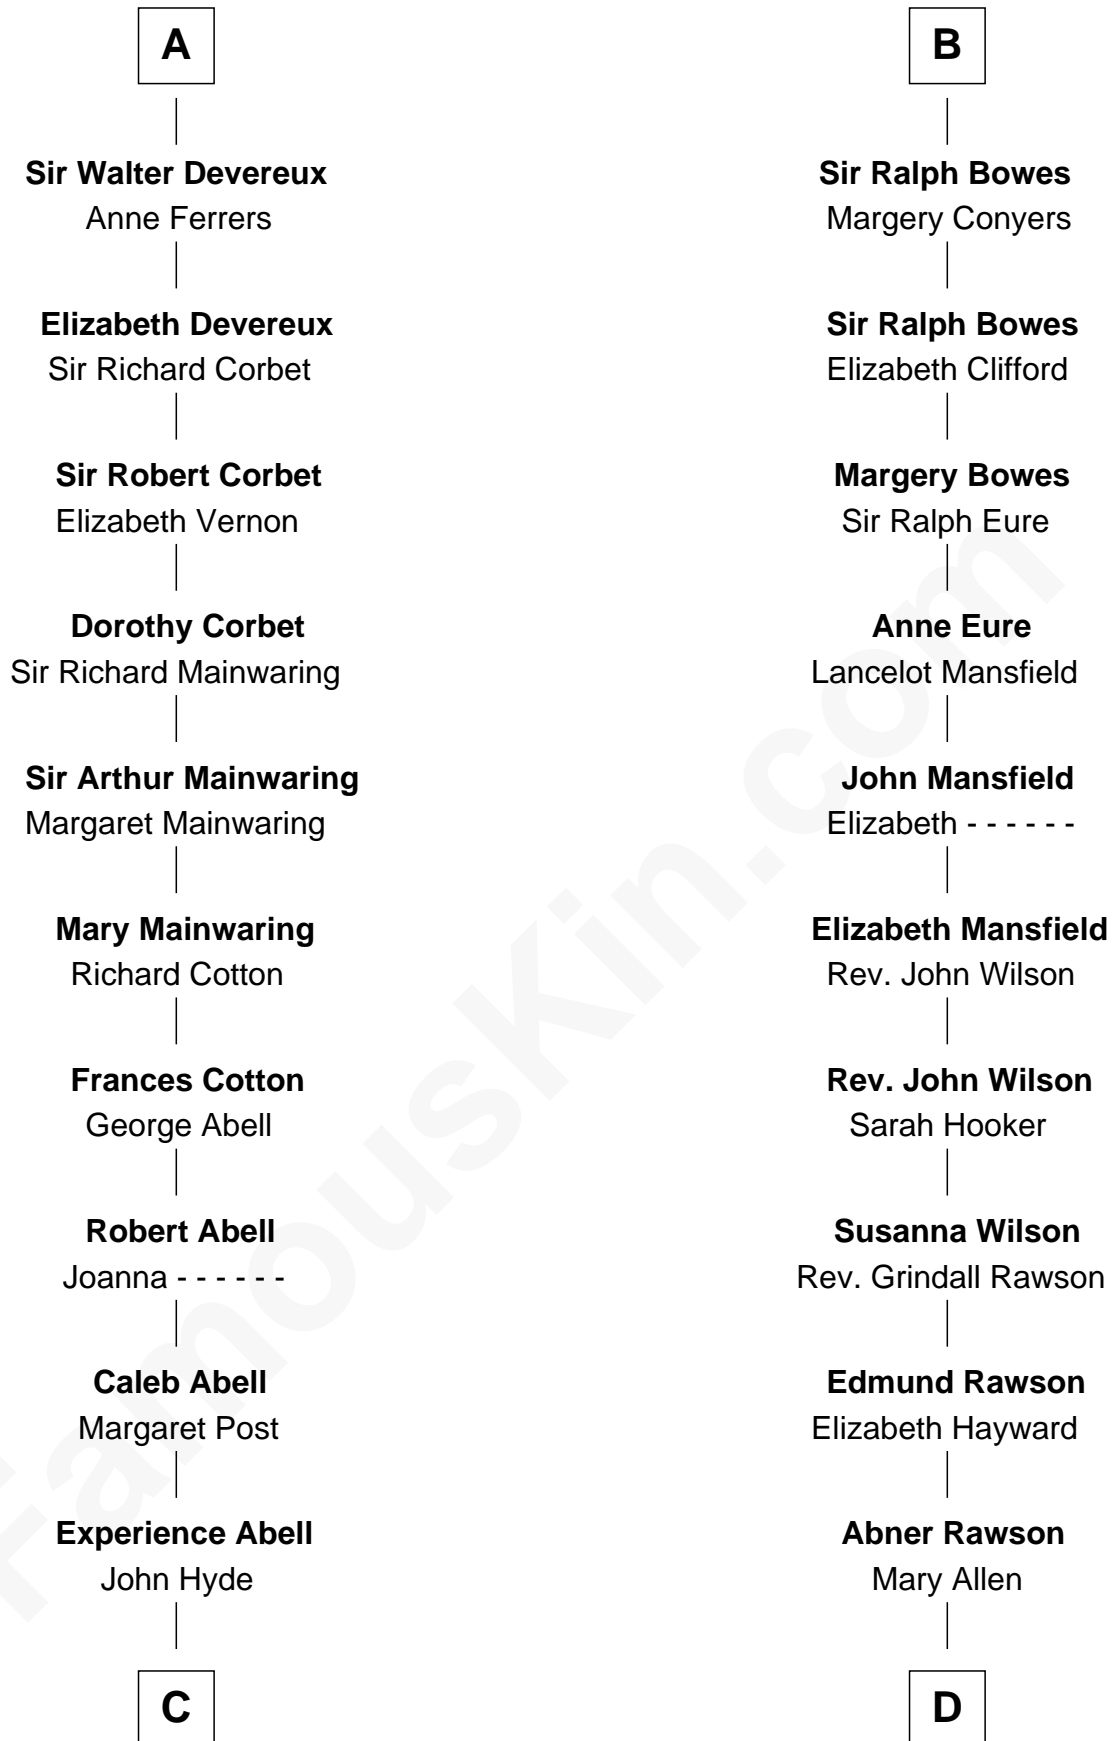 A
Sir Walter Devereux
Anne Ferrers
Elizabeth Devereux
Sir Richard Corbet
Sir Robert Corbet
Elizabeth Vernon
Dorothy Corbet
Sir Richard Mainwaring
Sir Arthur Mainwaring
Margaret Mainwaring
Mary Mainwaring
Richard Cotton
Frances Cotton
George Abell
Robert Abell
Joanna - - - - - -
Caleb Abell
Margaret Post
Experience Abell
John Hyde
C
B
Sir Ralph Bowes
Margery Conyers
Sir Ralph Bowes
Elizabeth Clifford
Margery Bowes
Sir Ralph Eure
Anne Eure
Lancelot Mansfield
John Mansfield
Elizabeth - - - - - -
Elizabeth Mansfield
Rev. John Wilson
Rev. John Wilson
Sarah Hooker
Susanna Wilson
Rev. Grindall Rawson
Edmund Rawson
Elizabeth Hayward
Abner Rawson
Mary Allen
D
FamousKin.com